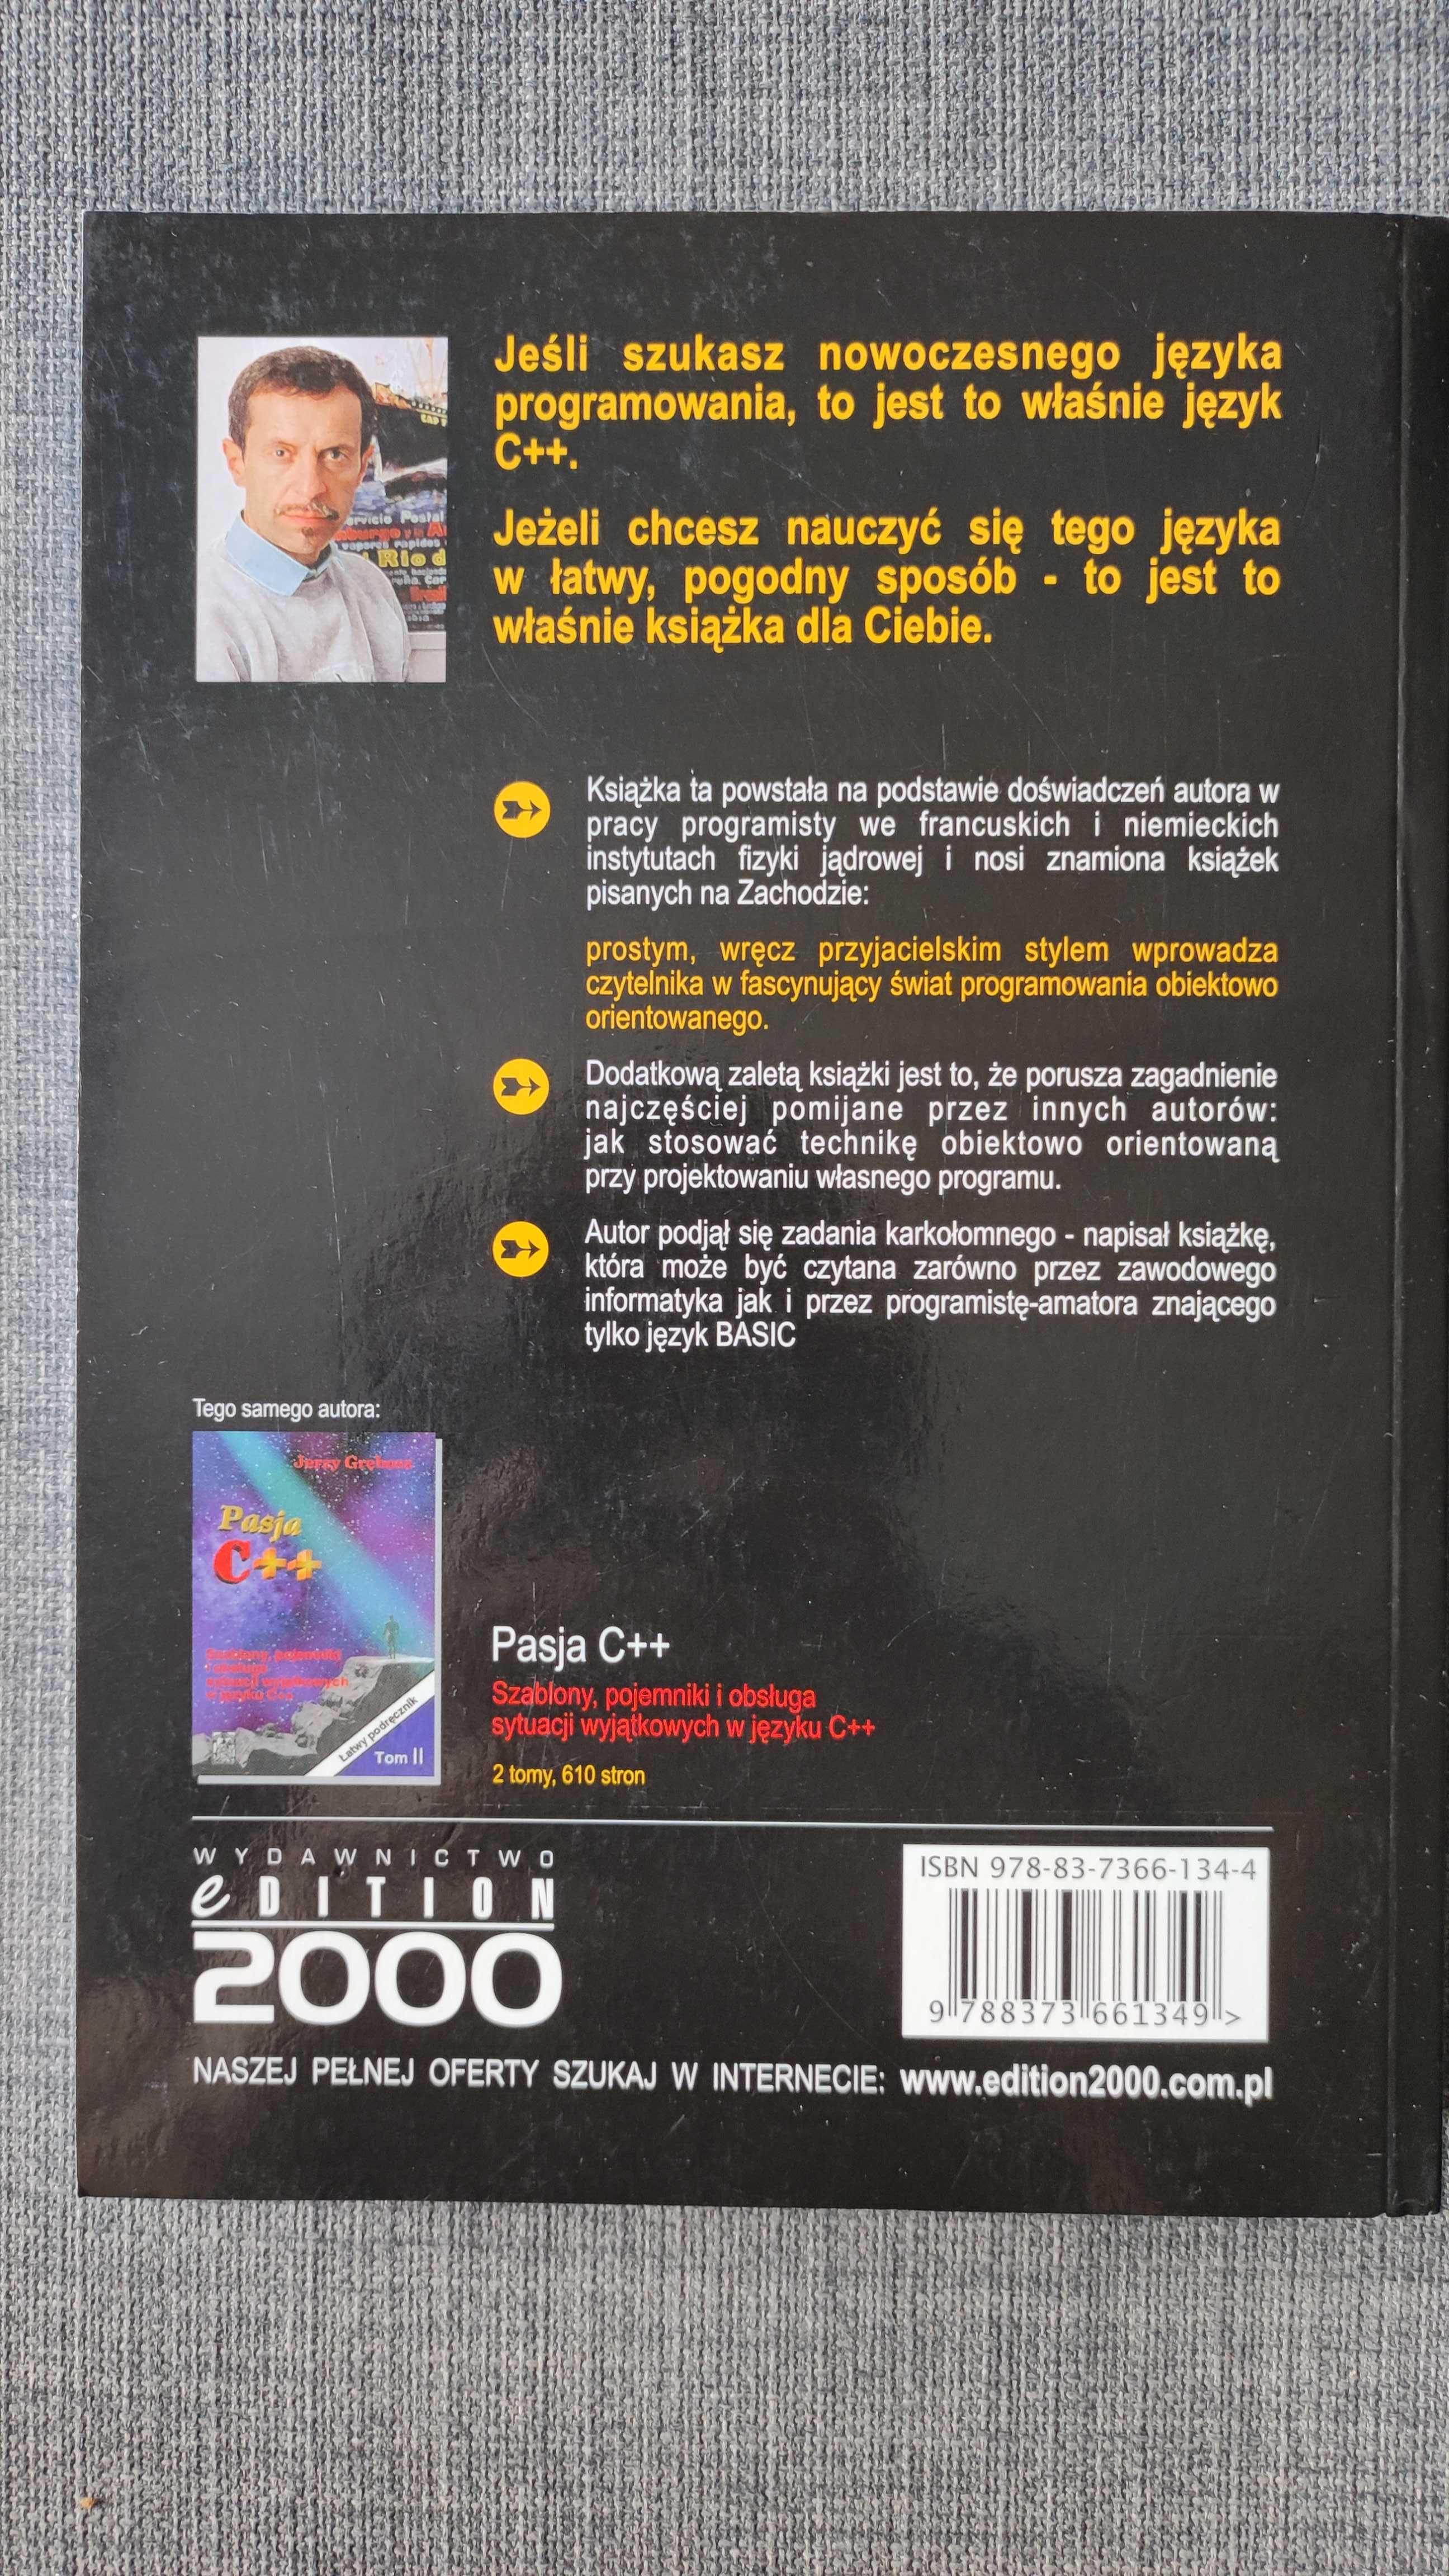 Jeśli szukasz nowoczesnego języka
programowania, to jest to właśnie język
C++.
Jeżeli chcesz nauczyć się tego języka
w łatwy, pogodny sposób - to jest to
właśnie książka dla Ciebie.
Książka ta powstała na podstawie doświadczeń autora w
pracy programisty we francuskich i niemieckich
instytutach fizyki jądrowej i nosi znamiona książek
pisanych na Zachodzie:
prostym, wręcz przyjacielskim stylem wprowadza
czytelnika w fascynujący świat programowania obiektowo
orientowanego.
Dodatkową zaletą książki jest to, że porusza zagadnienie
najczęściej pomijane przez innych autorów:
jak stosować technikę obiektowo orientowaną
przy projektowaniu własnego programu.
Autor podjął się zadania karkołomnego - napisał książkę,
która może być czytana zarówno przez zawodowego
informatyka jak i przez programistę-amatora znającego
tylko język BASIC
Tego samego autora:
Jerzy Grębosz
Pasja
C++
Szablony, pojemniki
i obsługa
sytuacji wyjątkowych
w języku C++
Łatwy podręcznik
Tom II
Pasja C++
Szablony, pojemniki i obsługa
sytuacji wyjątkowych w języku C++
2 tomy, 610 stron
WYDAWNICTWO
eDITION
2000
ISBN 978-83-7366-134-4
9 788373 661349 >
NASZEJ PEŁNEJ OFERTY SZUKAJ W INTERNECIE: www.edition2000.com.pl